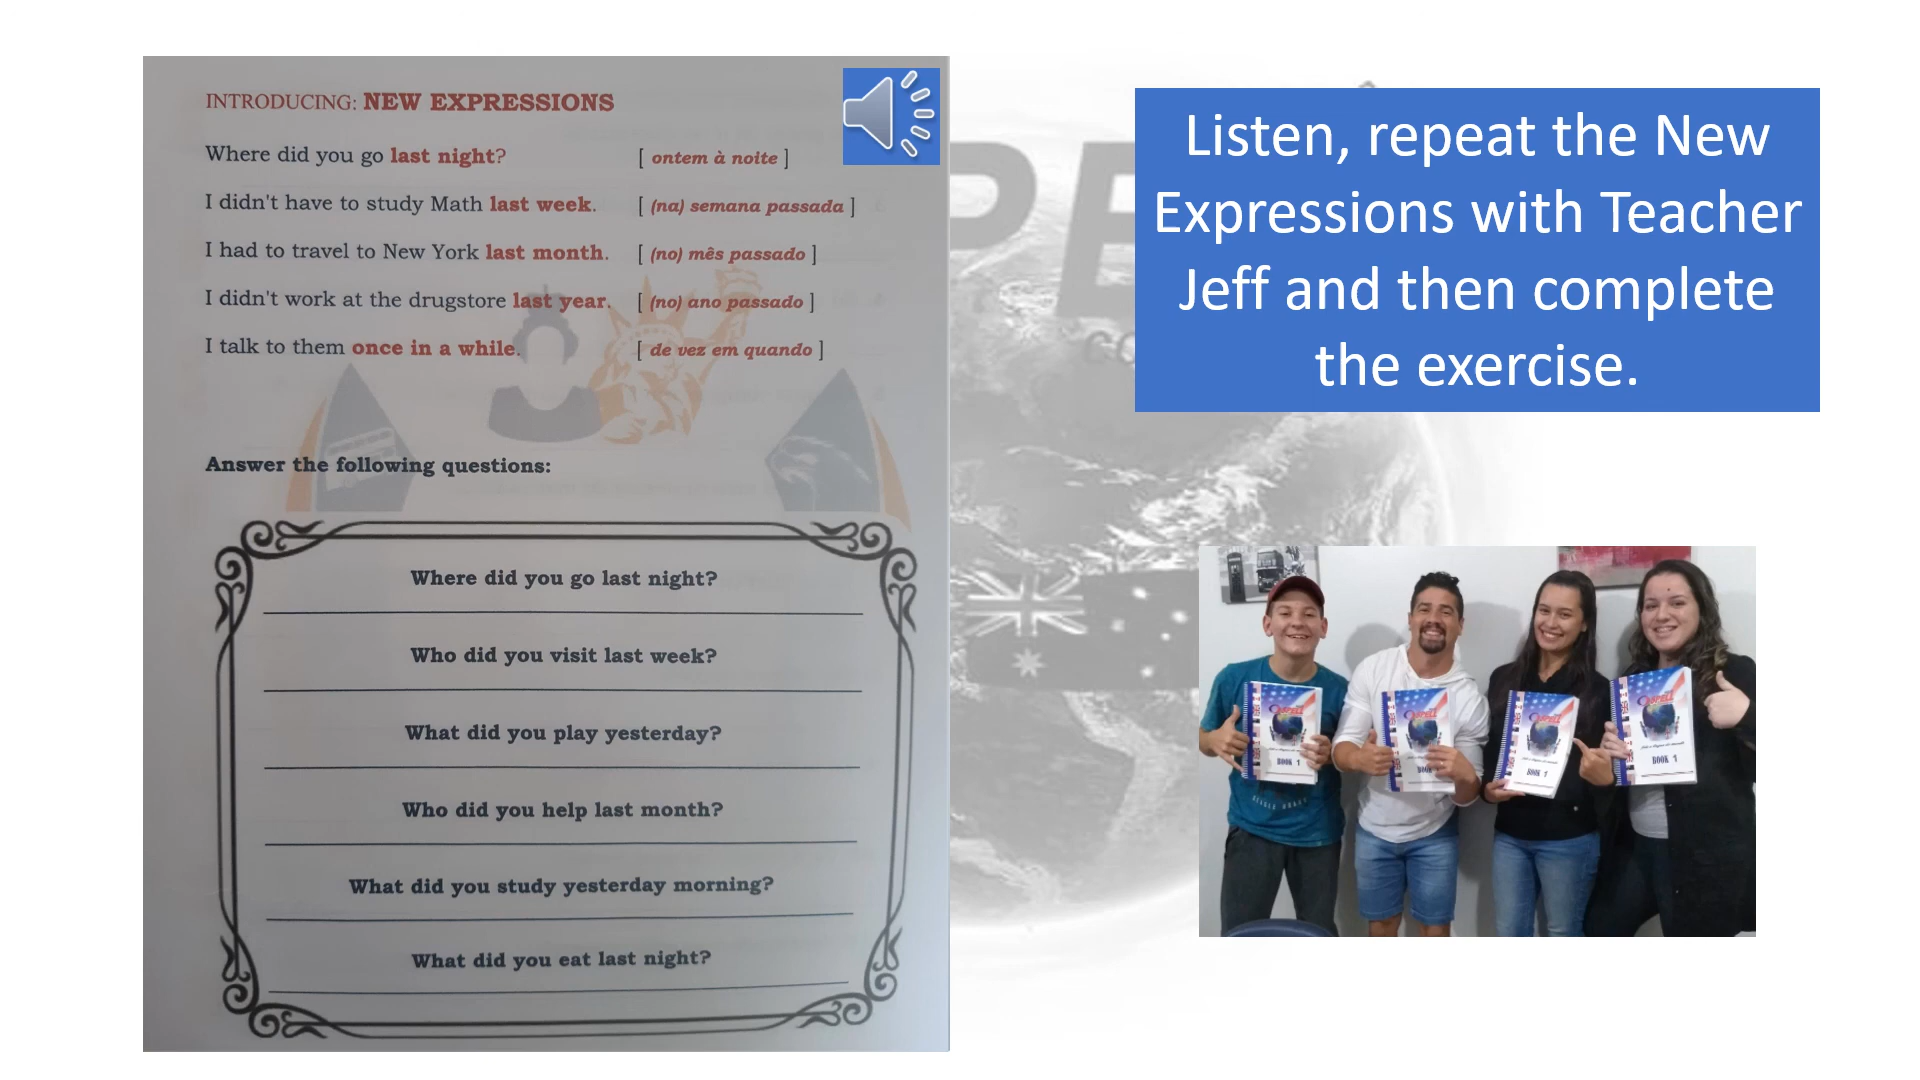 INTRODUCING: NEW EXPRESSIONS
Where did you go last night? [ ontem à noite ]
I didn't have to study Math last week. [ (na) semana passada ]
I had to travel to New York last month. [ (no) mês passado ]
I didn't work at the drugstore last year. [ (no) ano passado ]
I talk to them once in a while. [ de vez em quando ]
Answer the following questions:
Where did you go last night?
Who did you visit last week?
What did you play yesterday?
Who did you help last month?
What did you study yesterday morning?
What did you eat last night?
Listen, repeat the New
Expressions with Teacher
Jeff and then complete
the exercise.
BOOK 1
BOOK
BOOK 1
BOOK 1